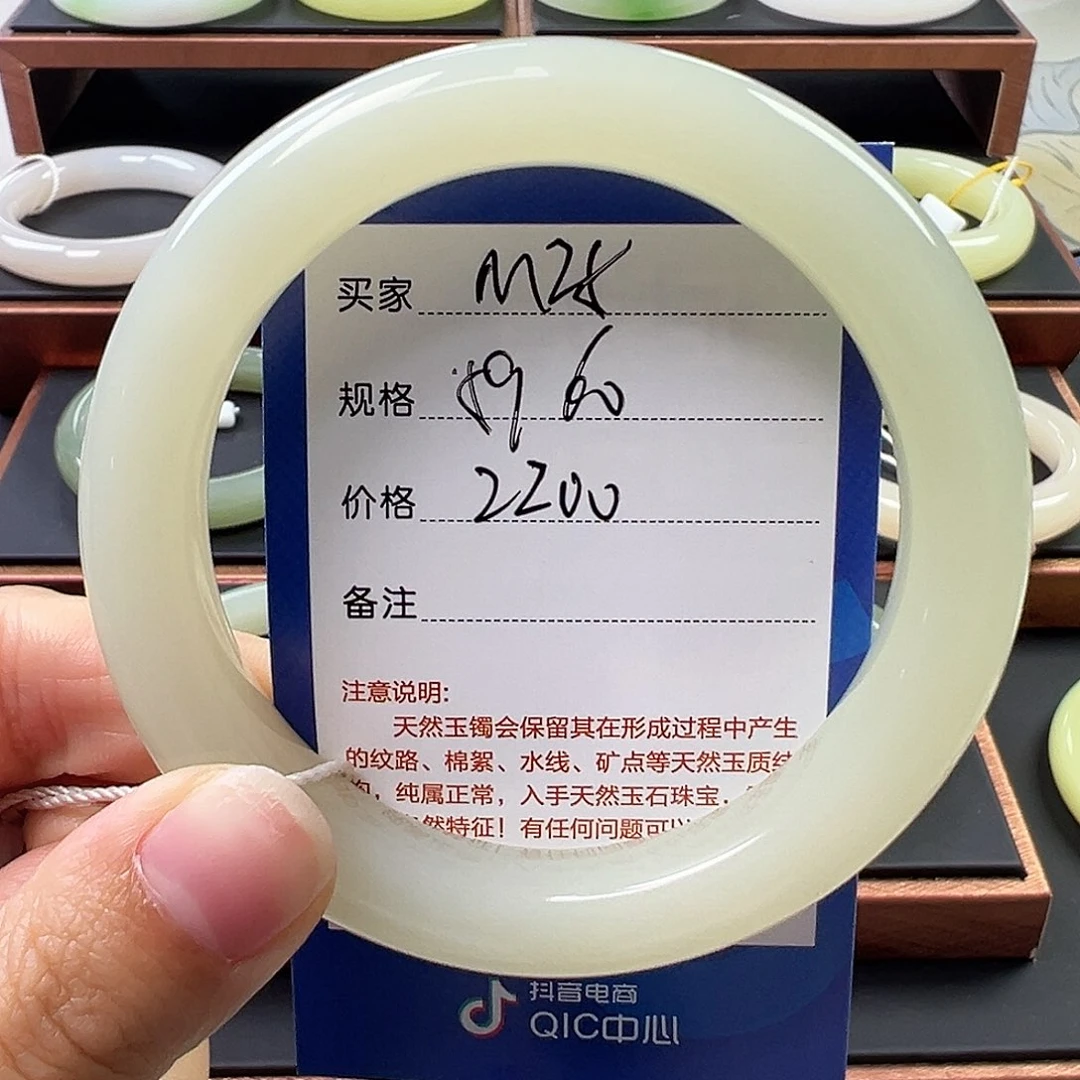 买家 M28
规格 60
价格 2200
备注
注意说明:
天然玉镯会保留其在形成过程中产生
的纹路、棉絮、水线、矿点等天然玉质
，纯属正常，入手天然玉石珠宝．
然特征！有任何问题可以
抖音电商
QIC中心